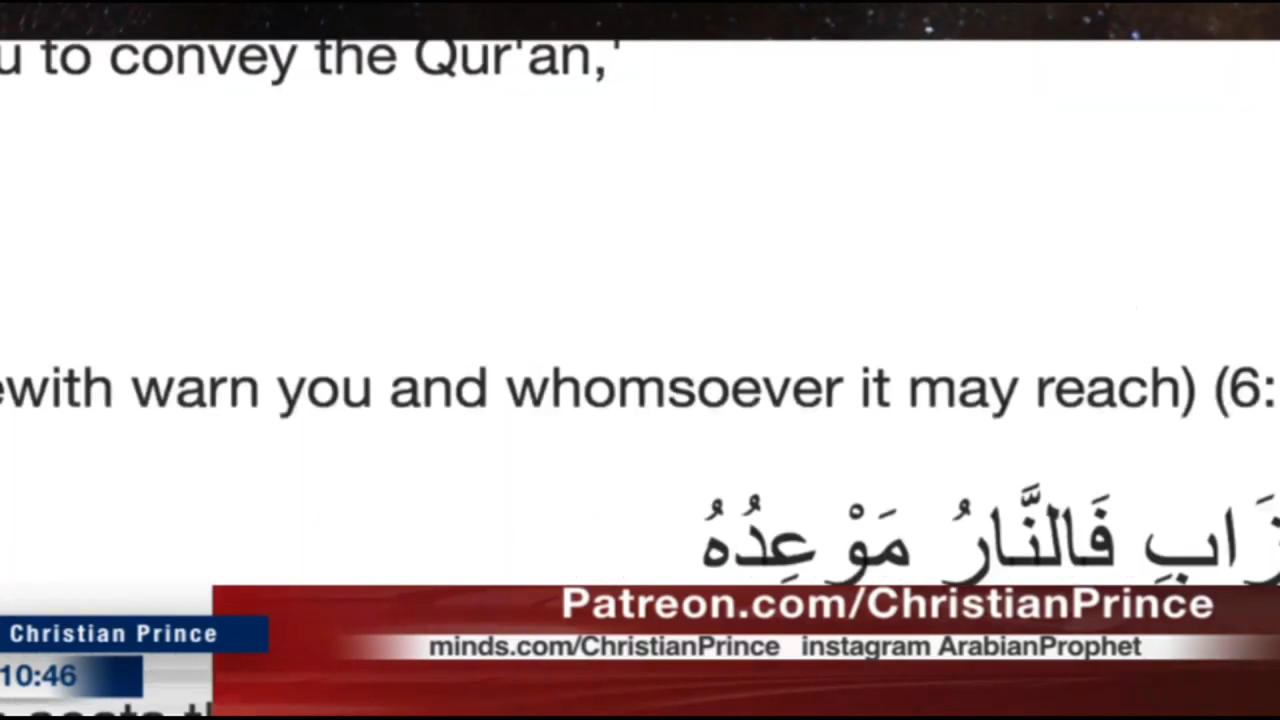 to convey the Qur'an,'
warn you and whomsoever it may reach) (6:
فَالنَّارُ مَوْعِدُهُ
Patreon.com/ChristianPrince
Christian Prince
minds.com/ChristianPrince instagram ArabianProphet
10:46